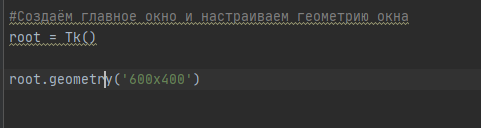 #Создаём главное окно и настраиваем геометрию окна
root = Tk()
root.geometry('600x400')